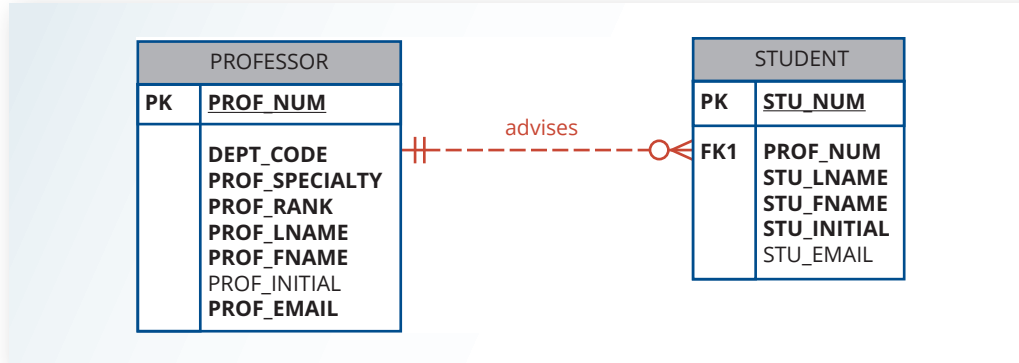 PROFESSOR
PK PROF_NUM
DEPT_CODE
PROF_SPECIALTY
PROF_RANK
PROF_LNAME
PROF_FNAME
PROF_INITIAL
PROF_EMAIL
advises
STUDENT
PK STU_NUM
FK1 PROF_NUM
STU_LNAME
STU_FNAME
STU_INITIAL
STU_EMAIL